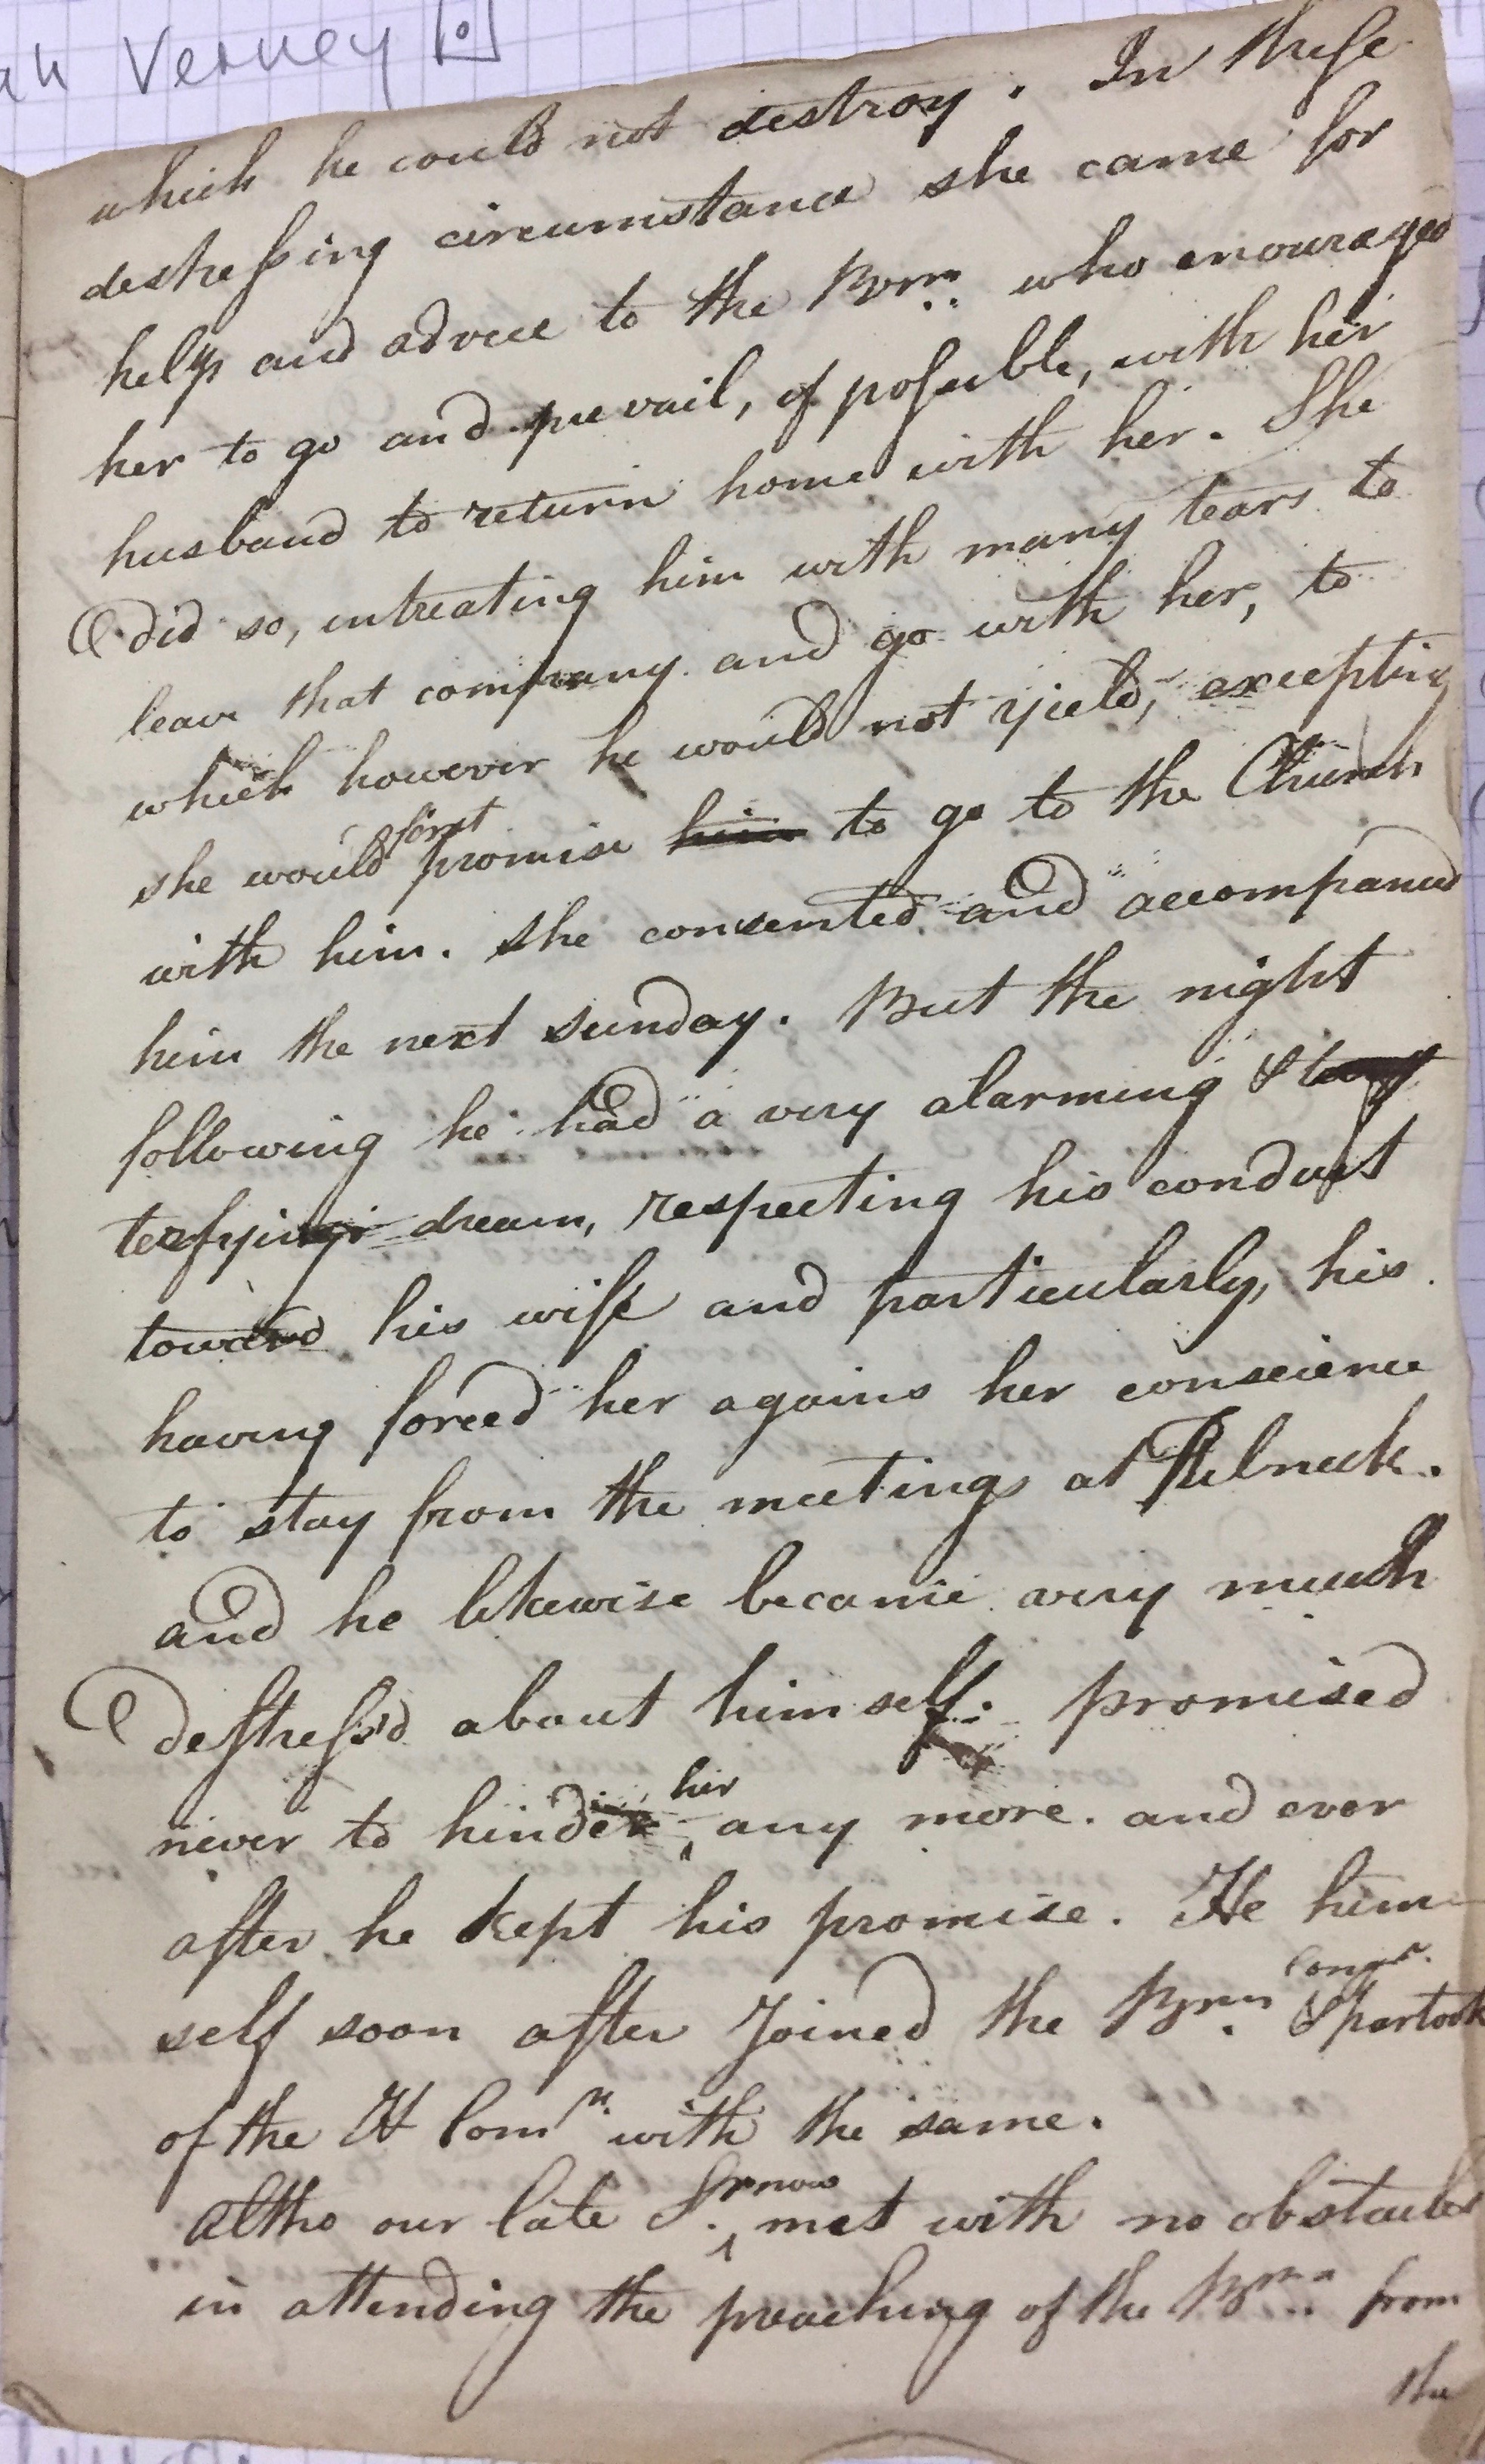 Verney
which he could not destroy. In these
destressing circumstance she came for
help and advice to the Brn. who encouraged
her to go and prevail, if possible, with her
husband to return home with her. She
did so, intreating him with many tears to
leave that company and go with her, to
which however he would not yield, excepting
she would first promise him to go to the Church
with him. She consented and accompanied
him the next sunday. But the night
following he had a very alarming &
terfying dream, respecting his conduct
toward his wife and particularly, his
having forced her agains her conscience
to stay from the meetings at Pulneck.
and he likewise became very much
destress'd about himself. promised
never to hinder her any more. and ever
after he kept his promise. He him-
self soon after joined the Brn. Congn. & partook
of the H Comn. with the same.
Altho our late Sr. now met with no obstacles
in attending the preaching of the Brn. from
the